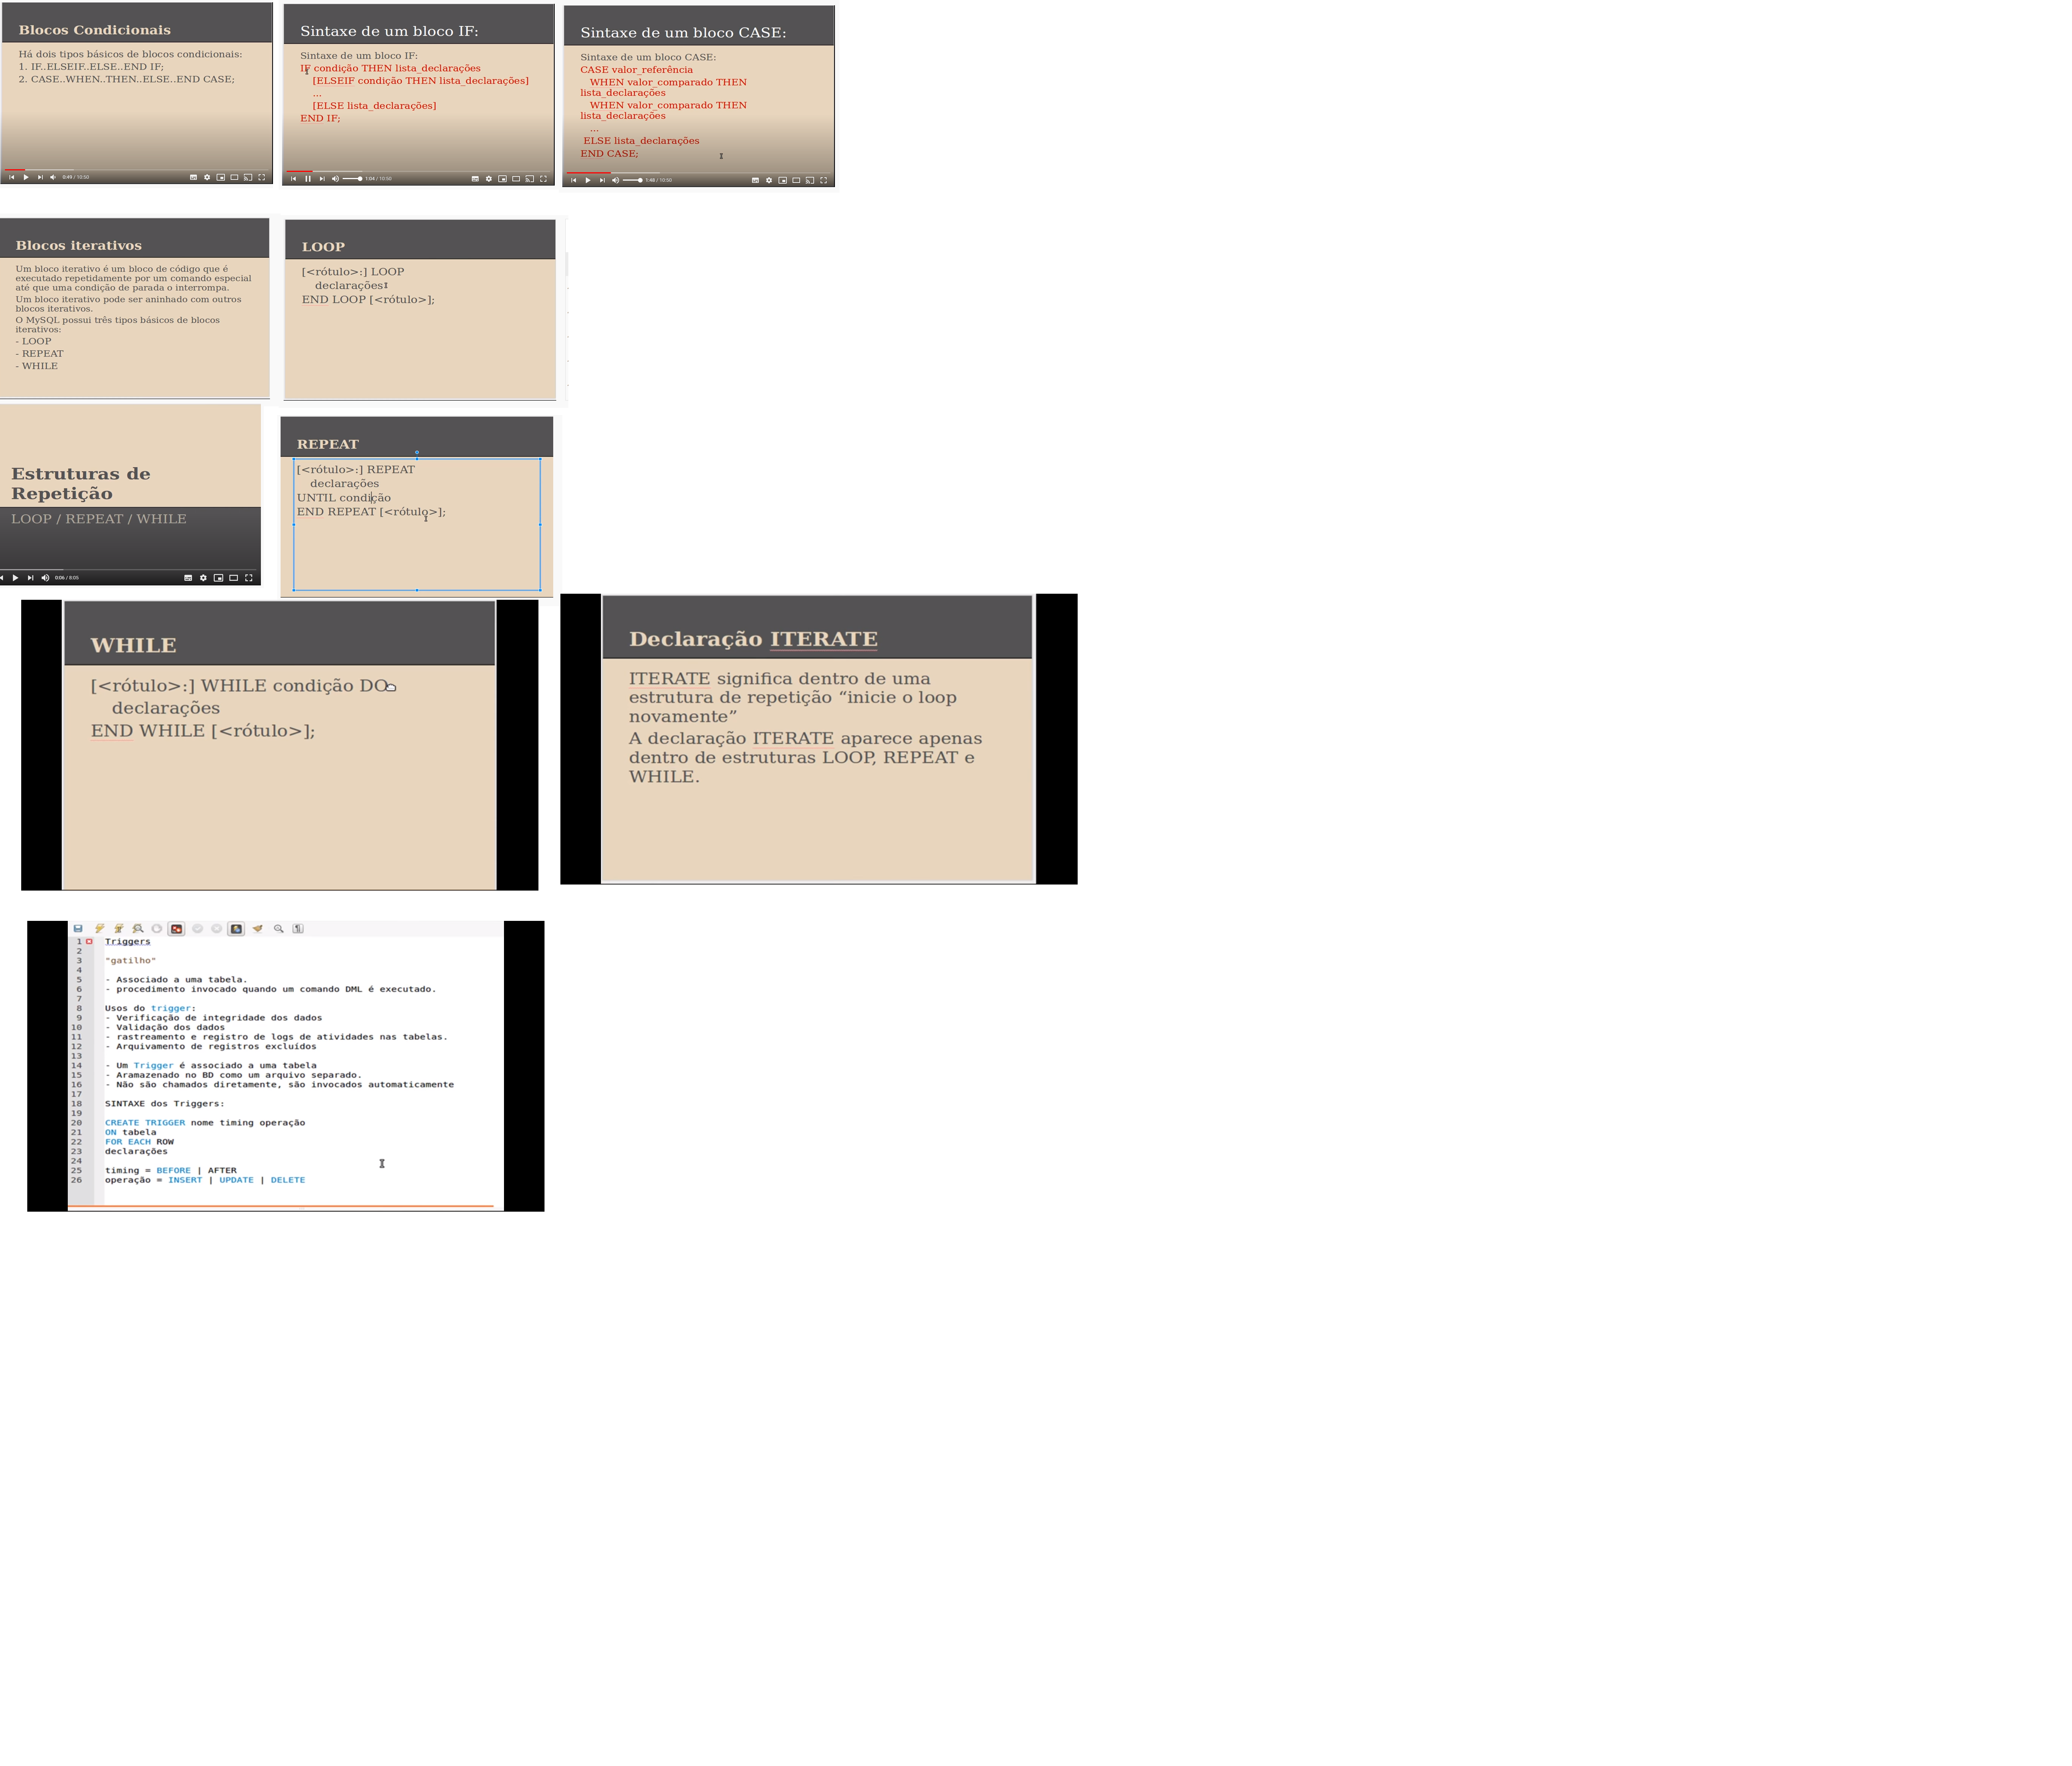 Blocos Condicionais
Há dois tipos básicos de blocos condicionais:
1. IF..ELSEIF..ELSE..END IF;
2. CASE..WHEN..THEN..ELSE..END CASE;
0:49 / 10:50
Sintaxe de um bloco IF:
Sintaxe de um bloco IF:
IF condição THEN lista_declarações
[ELSEIF condição THEN lista_declarações]
...
[ELSE lista_declarações]
END IF;
1:04 / 10:50
Sintaxe de um bloco CASE:
Sintaxe de um bloco CASE:
CASE valor_referência
WHEN valor_comparado THEN
lista_declarações
WHEN valor_comparado THEN
lista_declarações
...
ELSE lista_declarações
END CASE;
1:48 / 10:50
Blocos iterativos
Um bloco iterativo é um bloco de código que é
executado repetidamente por um comando especial
até que uma condição de parada o interrompa.
Um bloco iterativo pode ser aninhado com outros
blocos iterativos.
O MySQL possui três tipos básicos de blocos
iterativos:
- LOOP
- REPEAT
- WHILE
LOOP
[<rótulo>:] LOOP
declarações
END LOOP [<rótulo>];
Estruturas de
Repetição
LOOP / REPEAT / WHILE
0:06 / 8:05
REPEAT
[<rótulo>:] REPEAT
declarações
UNTIL condição
END REPEAT [<rótulo>];
WHILE
[<rótulo>:] WHILE condição DO
declarações
END WHILE [<rótulo>];
Declaração ITERATE
ITERATE significa dentro de uma
estrutura de repetição “inicie o loop
novamente”
A declaração ITERATE aparece apenas
dentro de estruturas LOOP, REPEAT e
WHILE.
1 Triggers
2
3 "gatilho"
4
5 - Associado a uma tabela.
6 - procedimento invocado quando um comando DML é executado.
7
8 Usos do trigger:
9 - Verificação de integridade dos dados
10 - Validação dos dados
11 - rastreamento e registro de logs de atividades nas tabelas.
12 - Arquivamento de registros excluídos
13
14 - Um Trigger é associado a uma tabela
15 - Aramazenado no BD como um arquivo separado.
16 - Não são chamados diretamente, são invocados automaticamente
17
18 SINTAXE dos Triggers:
19
20 CREATE TRIGGER nome timing operação
21 ON tabela
22 FOR EACH ROW
23 declarações
24
25 timing = BEFORE | AFTER
26 operação = INSERT | UPDATE | DELETE